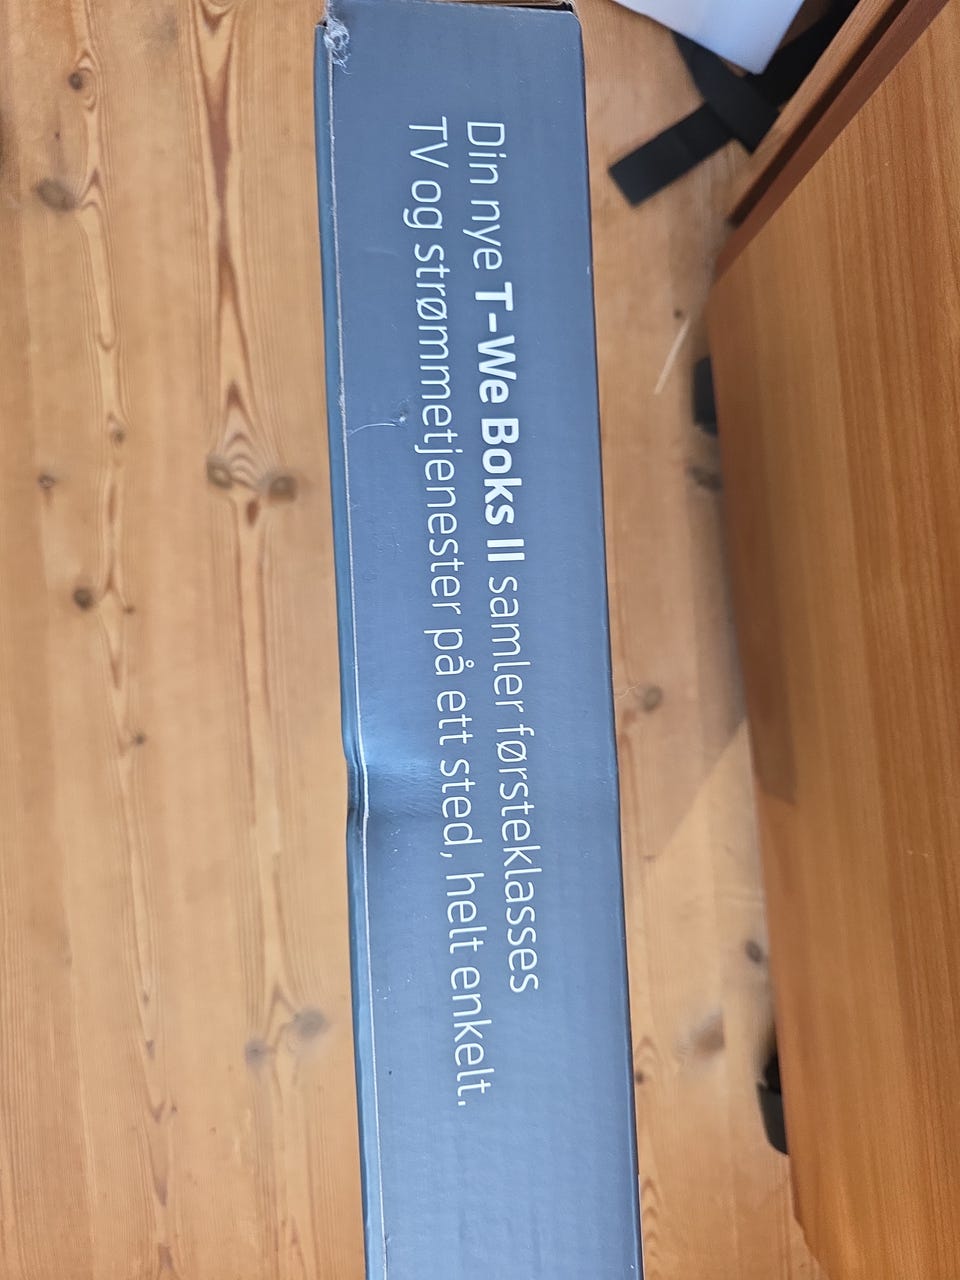 Din nye T-We Boks II samler førsteklasses
TV og strømmetjenester på ett sted, helt enkelt.